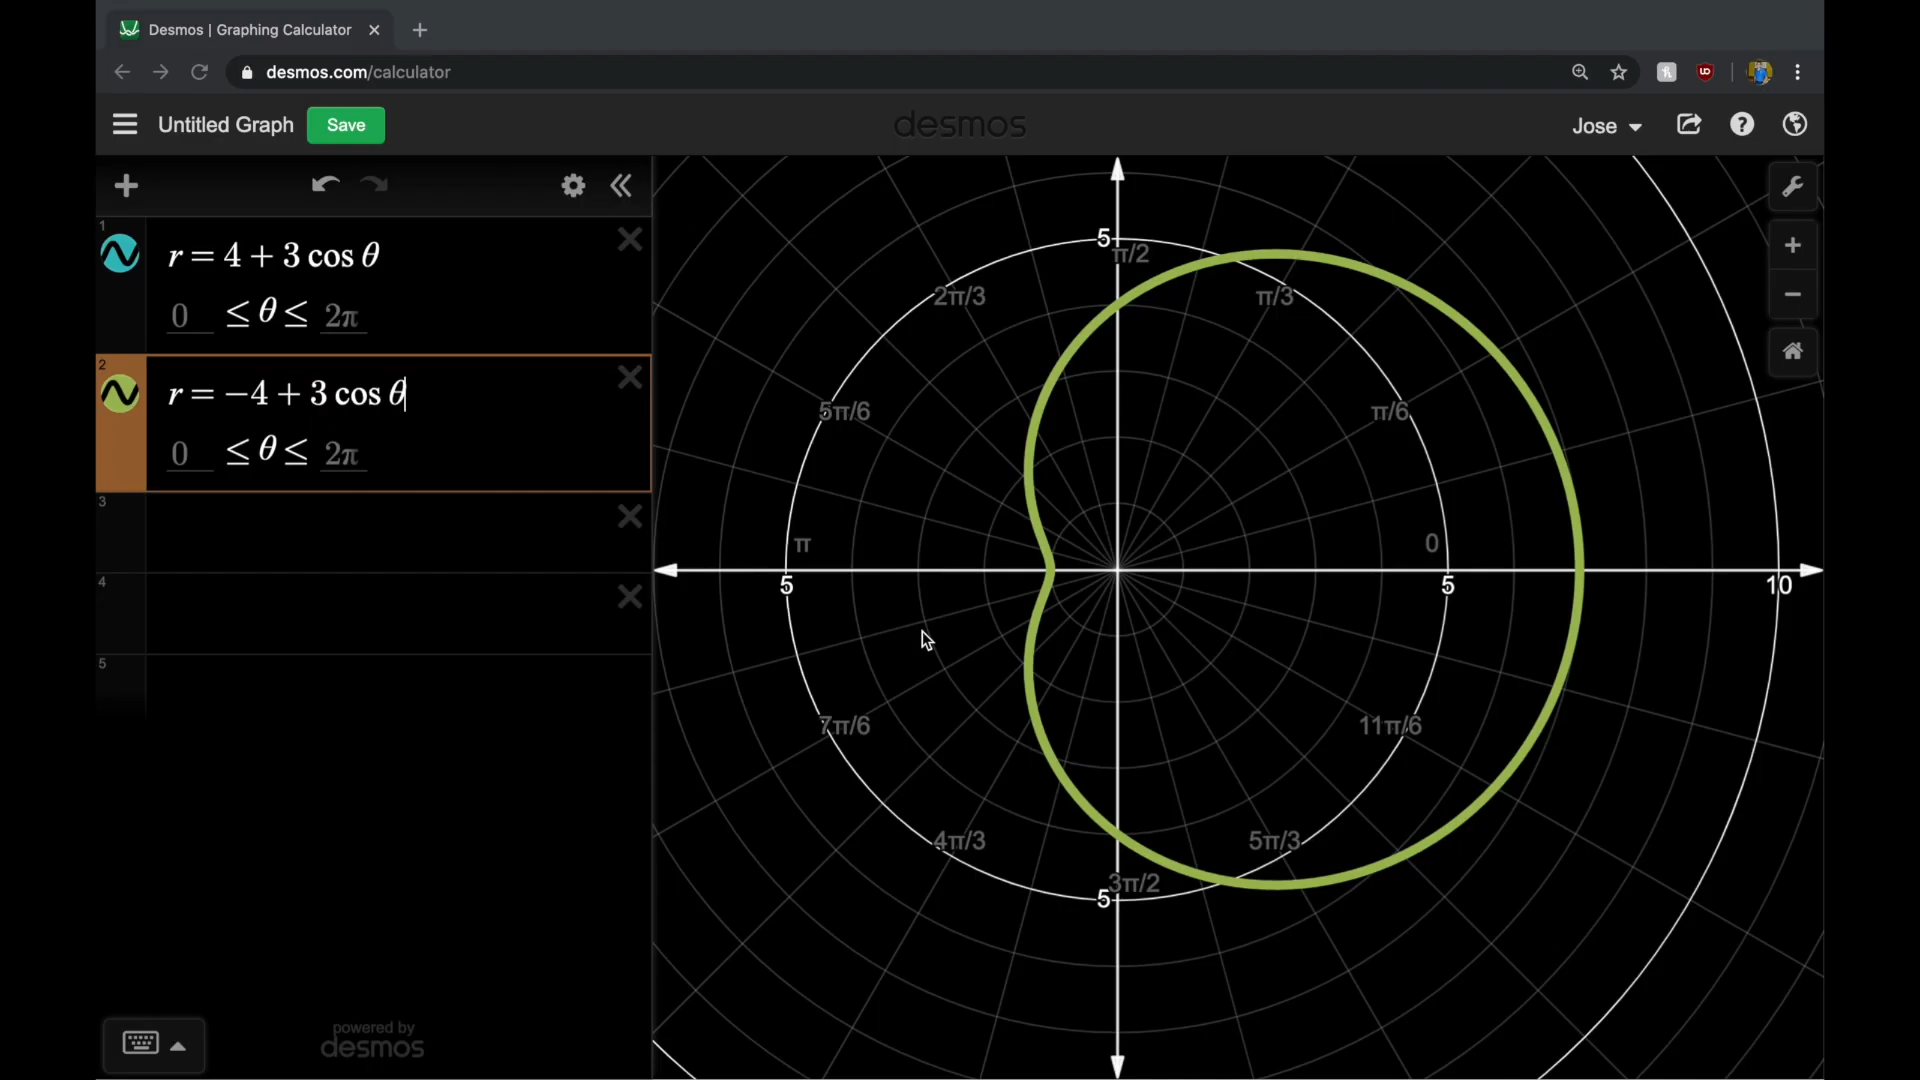 Desmos | Graphing Calculator
desmos.com/calculator
Untitled Graph
Save
desmos
Jose
1
r = 4 + 3 cos θ
0 ≤ θ ≤ 2π
2
r = −4 + 3 cos θ
0 ≤ θ ≤ 2π
3
4
5
powered by
desmos
5
π/2
2π/3
π/3
5π/6
π/6
π
0
5
5
10
7π/6
11π/6
4π/3
5π/3
3π/2
5